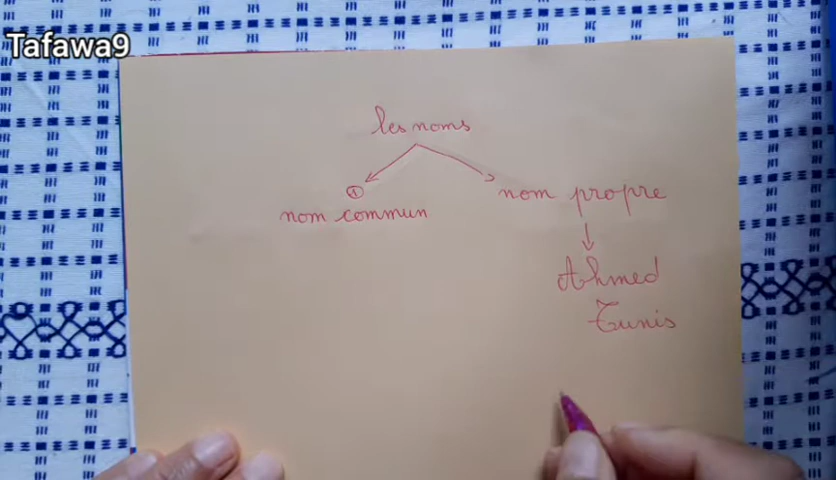 Tafawa9
les noms
①
nom commun
nom propre
Ahmed
Tunis